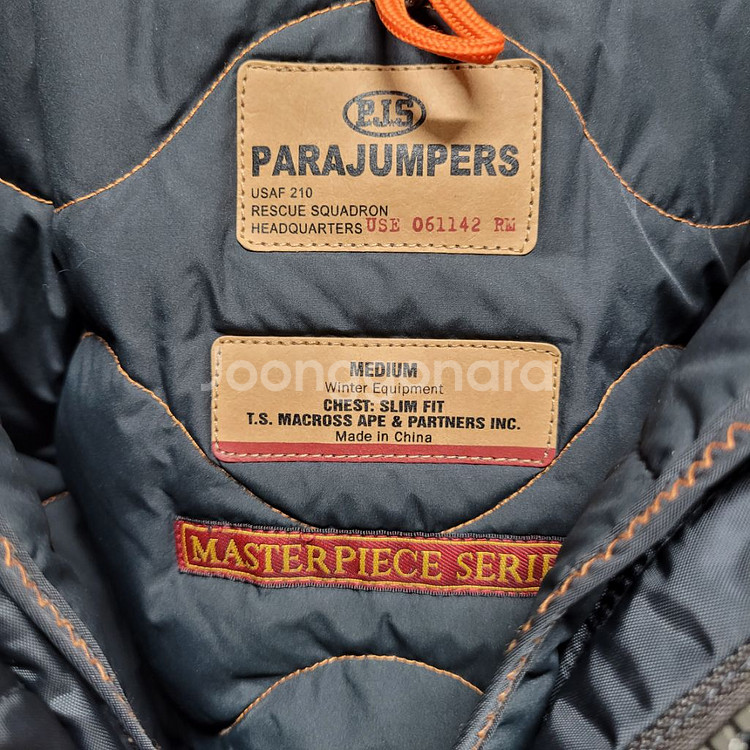 PJS
PARAJUMPERS
USAF 210
RESCUE SQUADRON
HEADQUARTERS USE 061142 RM
MEDIUM
Joongonara
Winter Equipment
CHEST: SLIM FIT
T.S. MACROSS APE & PARTNERS INC.
Made in China
MASTERPIECE SERIE